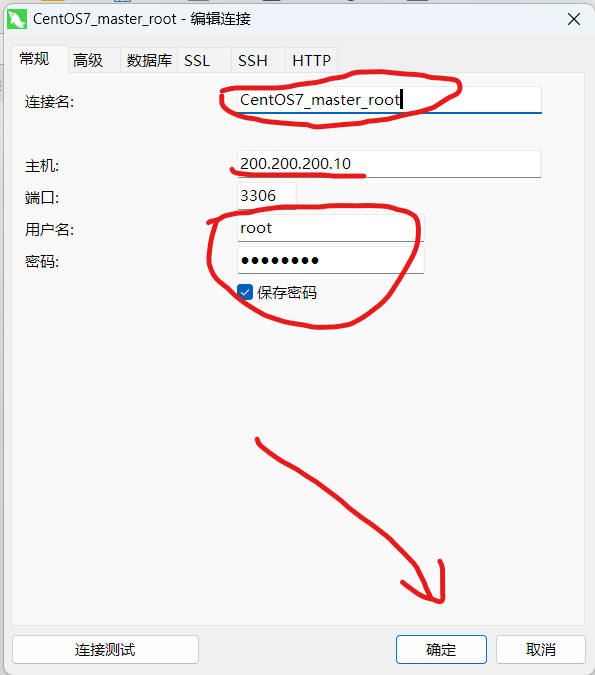 CentOS7_master_root - 编辑连接
常规 高级 数据库 SSL SSH HTTP
连接名: CentOS7_master_root
主机: 200.200.200.10
端口: 3306
用户名: root
密码: ●●●●●●●●
保存密码
连接测试 确定 取消